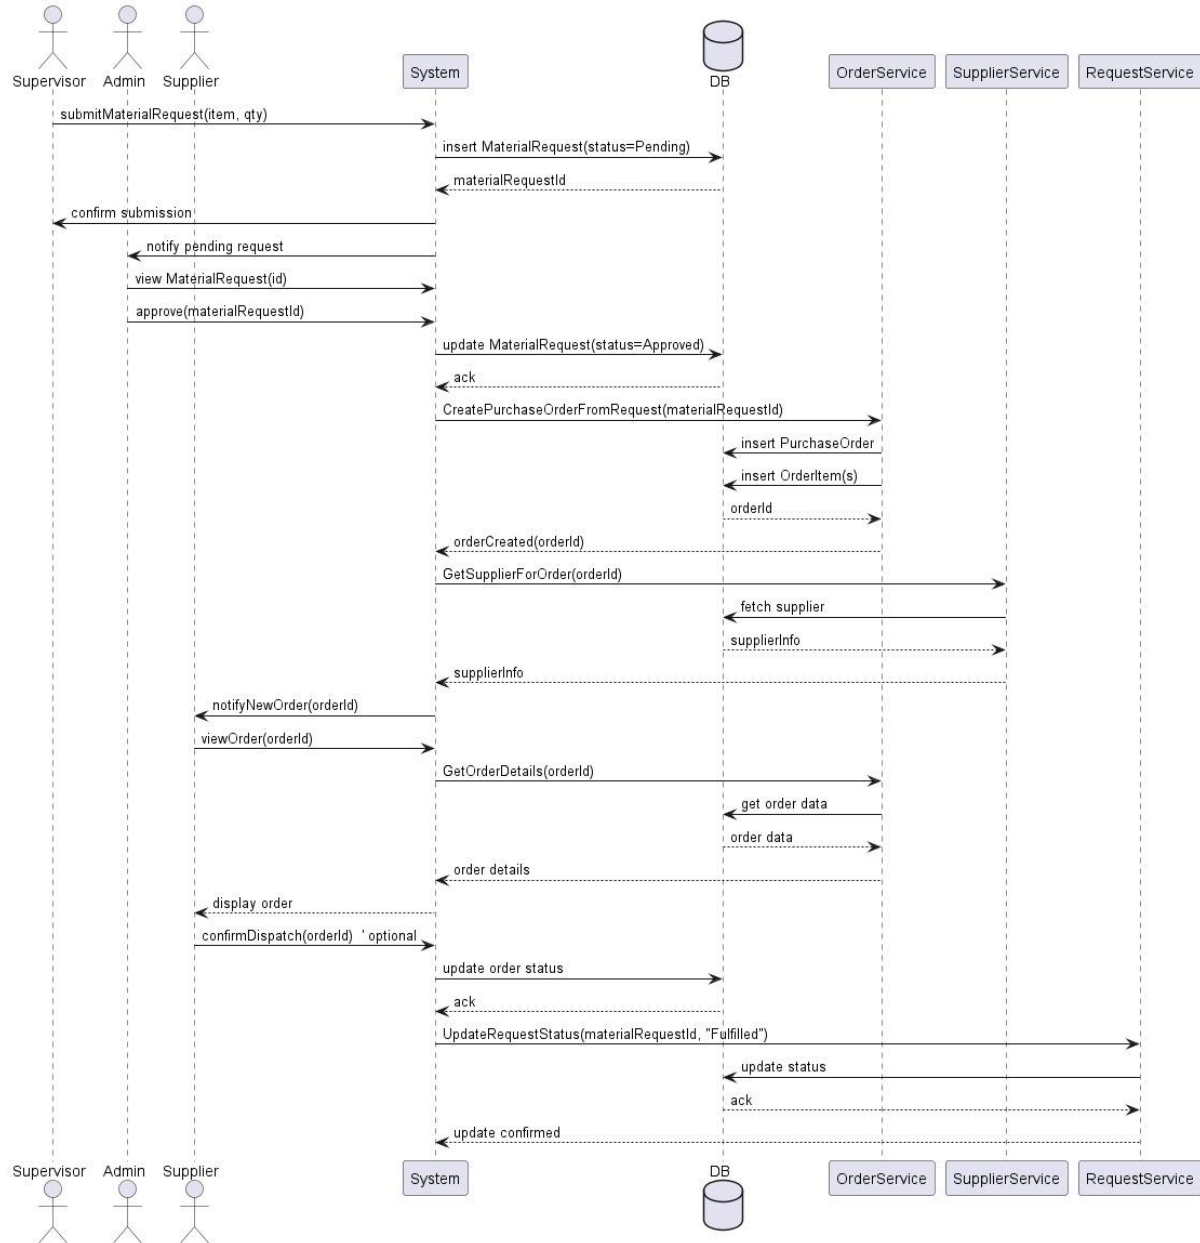 Supervisor
Admin
Supplier
System
DB
OrderService
SupplierService
RequestService
submitMaterialRequest(item, qty)
insert MaterialRequest(status=Pending)
materialRequestId
confirm submission
notify pending request
view MaterialRequest(id)
approve(materialRequestId)
update MaterialRequest(status=Approved)
ack
CreatePurchaseOrderFromRequest(materialRequestId)
insert PurchaseOrder
insert OrderItem(s)
orderId
orderCreated(orderId)
GetSupplierForOrder(orderId)
fetch supplier
supplierInfo
supplierInfo
notifyNewOrder(orderId)
viewOrder(orderId)
GetOrderDetails(orderId)
get order data
order data
order details
display order
confirmDispatch(orderId)  ' optional
update order status
ack
UpdateRequestStatus(materialRequestId, "Fulfilled")
update status
ack
update confirmed
Supervisor
Admin
Supplier
System
DB
OrderService
SupplierService
RequestService